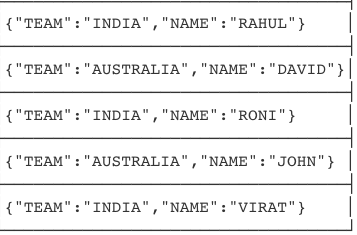 {"TEAM":"INDIA","NAME":"RAHUL"}
{"TEAM":"AUSTRALIA","NAME":"DAVID"}
{"TEAM":"INDIA","NAME":"RONI"}
{"TEAM":"AUSTRALIA","NAME":"JOHN"}
{"TEAM":"INDIA","NAME":"VIRAT"}